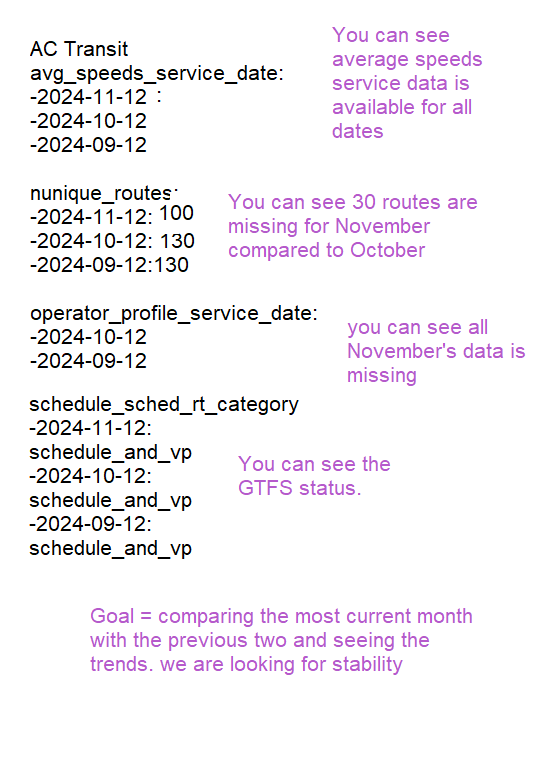 AC Transit
avg_speeds_service_date:
-2024-11-12 :
-2024-10-12
-2024-09-12
You can see
average speeds
service data is
available for all
dates
nunique_routes:
-2024-11-12: 100
-2024-10-12: 130
-2024-09-12:130
You can see 30 routes are
missing for November
compared to October
operator_profile_service_date:
-2024-10-12
-2024-09-12
you can see all
November's data is
missing
schedule_sched_rt_category
-2024-11-12:
schedule_and_vp
-2024-10-12:
schedule_and_vp
-2024-09-12:
schedule_and_vp
You can see the
GTFS status.
Goal = comparing the most current month
with the previous two and seeing the
trends. we are looking for stability